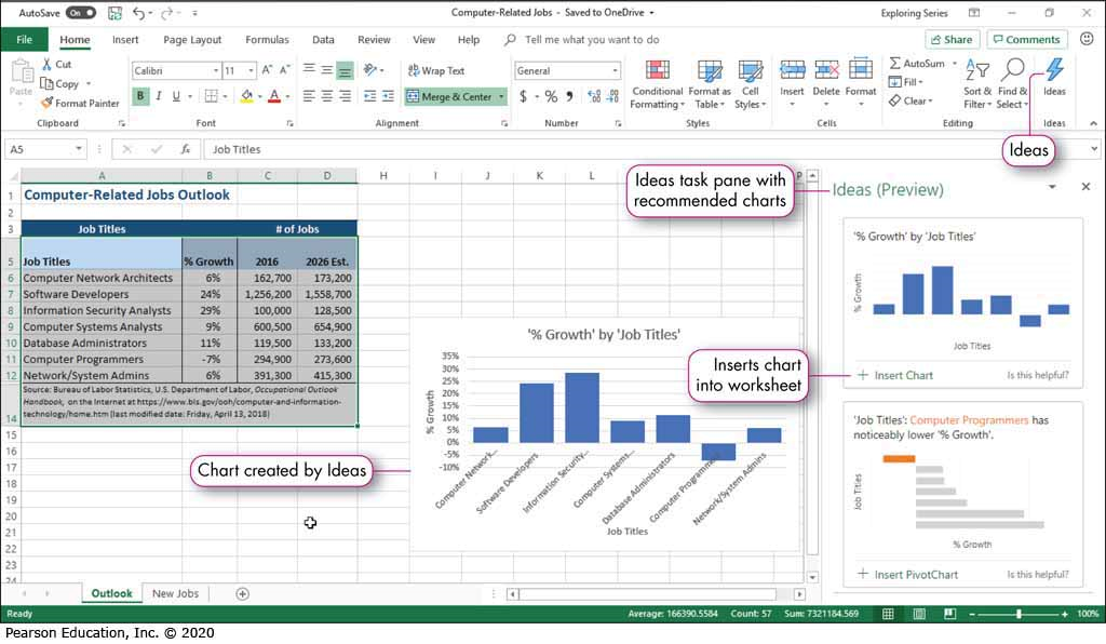 AutoSave On Computer-Related Jobs - Saved to OneDrive Exploring Series
File Home Insert Page Layout Formulas Data Review View Help Tell me what you want to do Share Comments
Paste Cut Copy Format Painter
Calibri 11 A A
B I U A
Wrap Text
Merge & Center
General
$ % ,
Conditional Formatting Format as Table Cell Styles
Insert Delete Format
AutoSum Fill Clear
Sort & Filter Find & Select
Ideas
Clipboard Font Alignment Number Styles Cells Editing Ideas
Ideas
A5 fx Job Titles
A B C D H I J K L P
1 Computer-Related Jobs Outlook
2
3 Job Titles # of Jobs
5 Job Titles % Growth 2016 2026 Est.
6 Computer Network Architects 6% 162,700 173,200
7 Software Developers 24% 1,256,200 1,558,700
8 Information Security Analysts 29% 100,000 128,500
9 Computer Systems Analysts 9% 600,500 654,900
10 Database Administrators 11% 119,500 133,200
11 Computer Programmers -7% 294,900 273,600
12 Network/System Admins 6% 391,300 415,300
Source: Bureau of Labor Statistics, U.S. Department of Labor, Occupational Outlook
Handbook, on the Internet at https://www.bls.gov/ooh/computer-and-information-
14 technology/home.htm (last modified date: Friday, April 13, 2018)
15
16
17
18
19
20
21
22
23
24
Ideas task pane with
recommended charts
Inserts chart
into worksheet
Chart created by Ideas
'% Growth' by 'Job Titles'
35%
30%
25%
20%
15%
10%
5%
0%
-5%
-10%
% Growth
Computer Network...
Software Developers
Information Security...
Computer Systems...
Database Administrators
Computer Programmers
Network/System Admins
Job Titles
Ideas (Preview)
'% Growth' by 'Job Titles'
% Growth
Job Titles
Insert Chart Is this helpful?
'Job Titles': Computer Programmers has
noticeably lower '% Growth'.
Job Titles
% Growth
Insert PivotChart Is this helpful?
Outlook New Jobs
Ready Average: 166390.5584 Count: 57 Sum: 7321184.569 100%
Pearson Education, Inc. © 2020